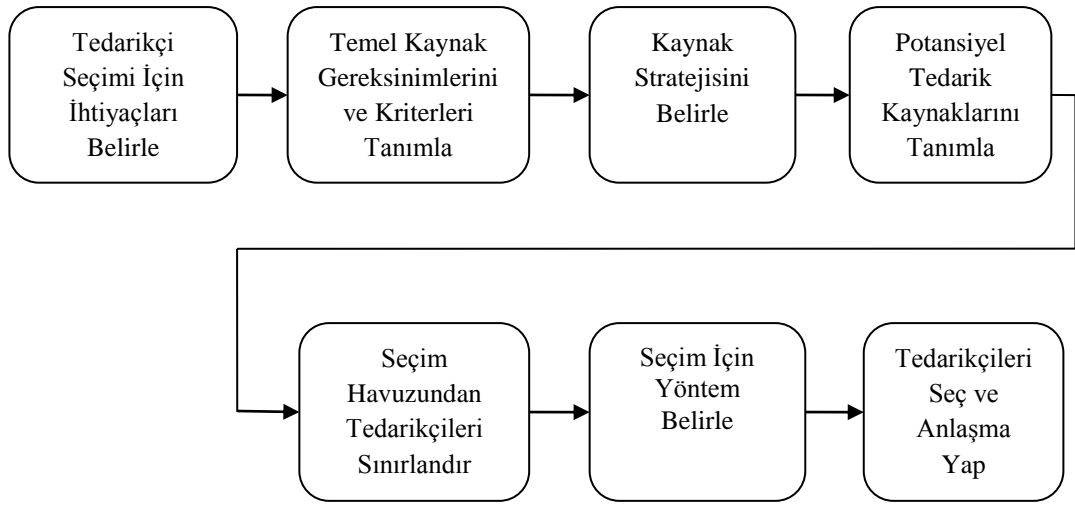 Tedarikçi
Seçimi İçin
İhtiyaçları
Belirle
Temel Kaynak
Gereksinimlerini
ve Kriterleri
Tanımla
Kaynak
Stratejisini
Belirle
Potansiyel
Tedarik
Kaynaklarını
Tanımla
Seçim
Havuzundan
Tedarikçileri
Sınırlandır
Seçim İçin
Yöntem
Belirle
Tedarikçileri
Seç ve
Anlaşma
Yap